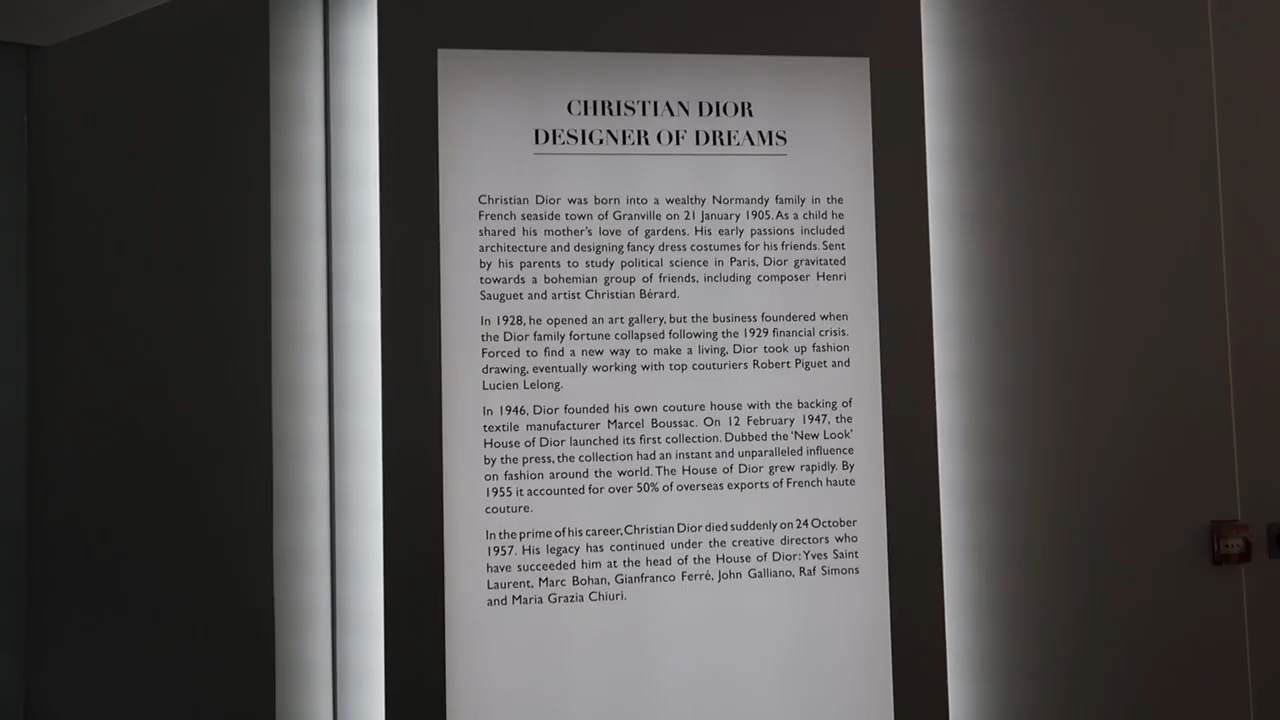 CHRISTIAN DIOR
DESIGNER OF DREAMS
Christian Dior was born into a wealthy Normandy family in the
French seaside town of Granville on 21 January 1905. As a child he
shared his mother's love of gardens. His early passions included
architecture and designing fancy dress costumes for his friends. Sent
by his parents to study political science in Paris, Dior gravitated
towards a bohemian group of friends, including composer Henri
Sauguet and artist Christian Bérard.
In 1928, he opened an art gallery, but the business foundered when
the Dior family fortune collapsed following the 1929 financial crisis.
Forced to find a new way to make a living, Dior took up fashion
drawing, eventually working with top couturiers Robert Piguet and
Lucien Lelong.
In 1946, Dior founded his own couture house with the backing of
textile manufacturer Marcel Boussac. On 12 February 1947, the
House of Dior launched its first collection. Dubbed the 'New Look'
by the press, the collection had an instant and unparalleled influence
on fashion around the world. The House of Dior grew rapidly. By
1955 it accounted for over 50% of overseas exports of French haute
couture.
In the prime of his career, Christian Dior died suddenly on 24 October
1957. His legacy has continued under the creative directors who
have succeeded him at the head of the House of Dior: Yves Saint
Laurent, Marc Bohan, Gianfranco Ferré, John Galliano, Raf Simons
and Maria Grazia Chiuri.